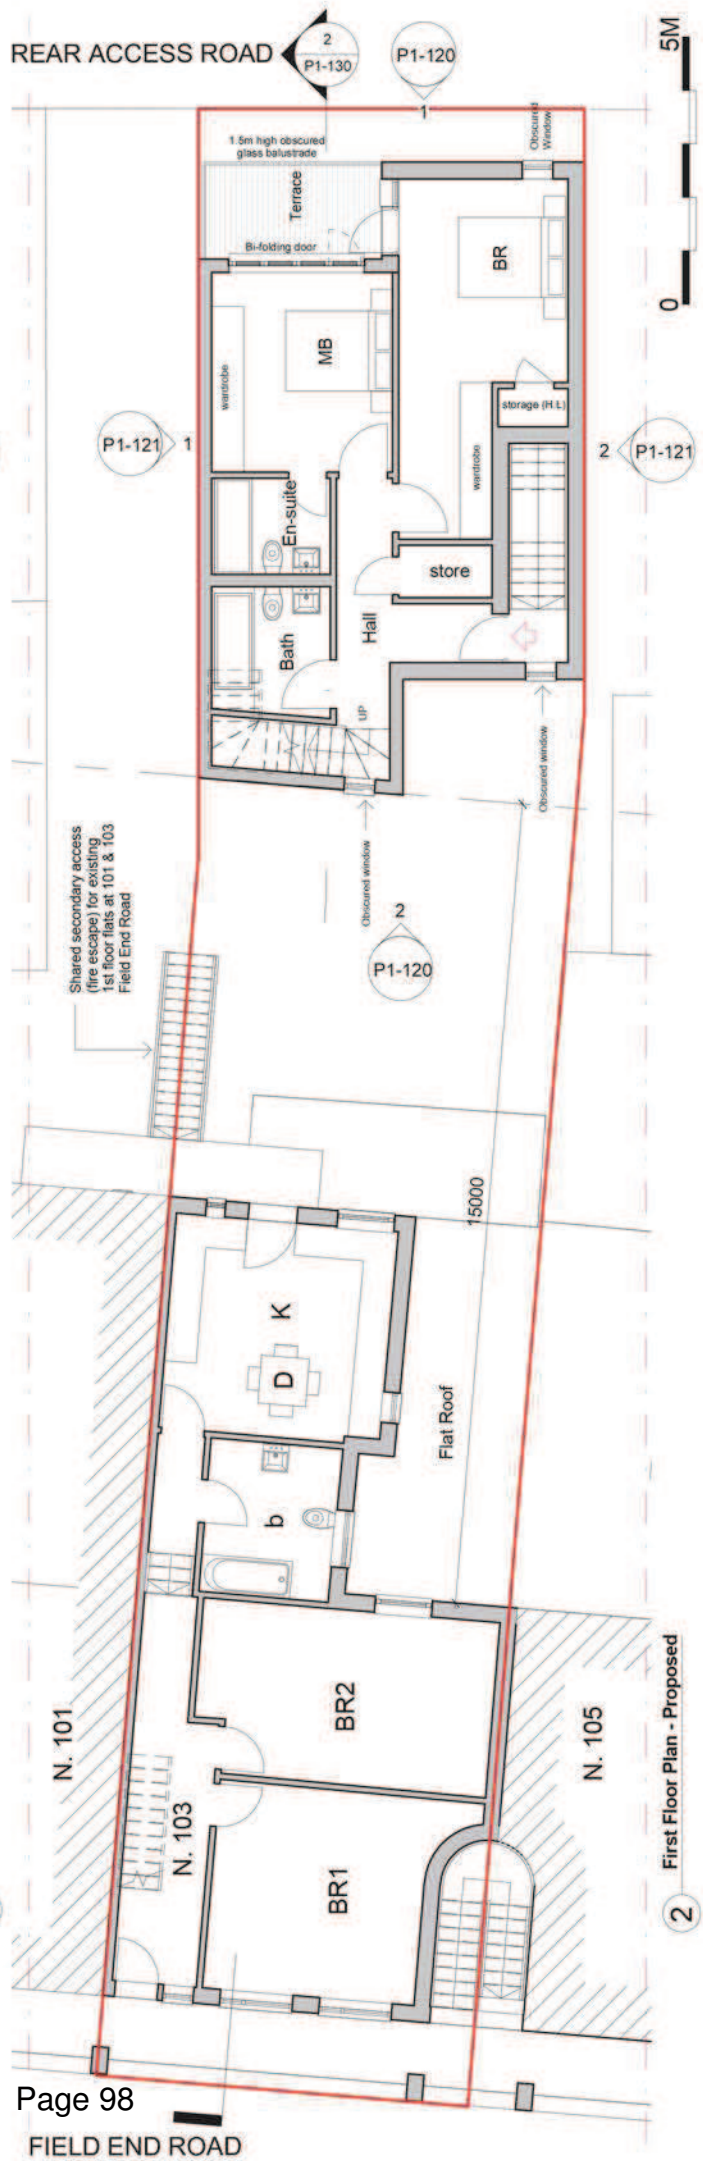 REAR ACCESS ROAD
2
P1-130
P1-120
1
5M
0
1.5m high obscured
glass balustrade
Obscured
Window
Terrace
Bi-folding door
BR
MB
wardrobe
storage (H.L)
P1-121
1
2
P1-121
wardrobe
En-suite
store
Hall
Bath
UP
Obscured window
Obscured window
Shared secondary access
(fire escape) for existing
1st floor flats at 101 & 103
Field End Road
2
P1-120
15000
K
D
Flat Roof
b
N. 101
BR2
N. 105
N. 103
BR1
First Floor Plan - Proposed
2
Page 98
FIELD END ROAD